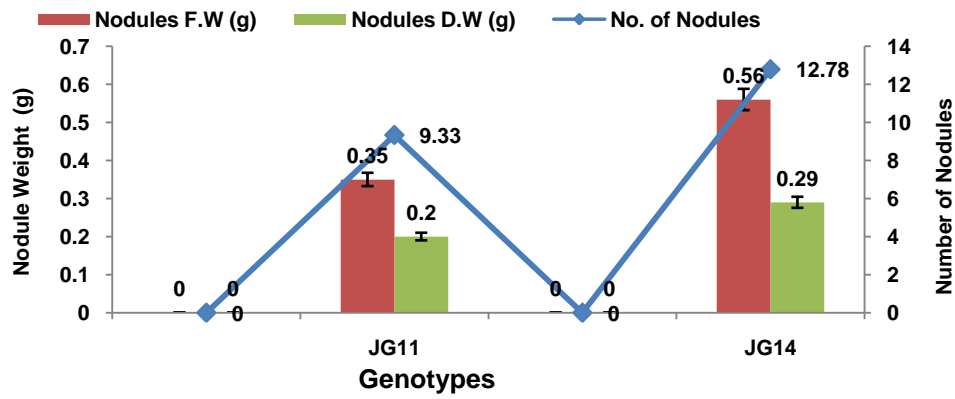 Nodules F.W (g) Nodules D.W (g) No. of Nodules
0.7 14
0.6 12
0.5 10
0.4 8
0.3 6
0.2 4
0.1 2
0 0
Nodule Weight (g)
Number of Nodules
0 0 0
0.35 9.33 0.2
0 0 0
0.56 12.78 0.29
JG11 JG14
Genotypes